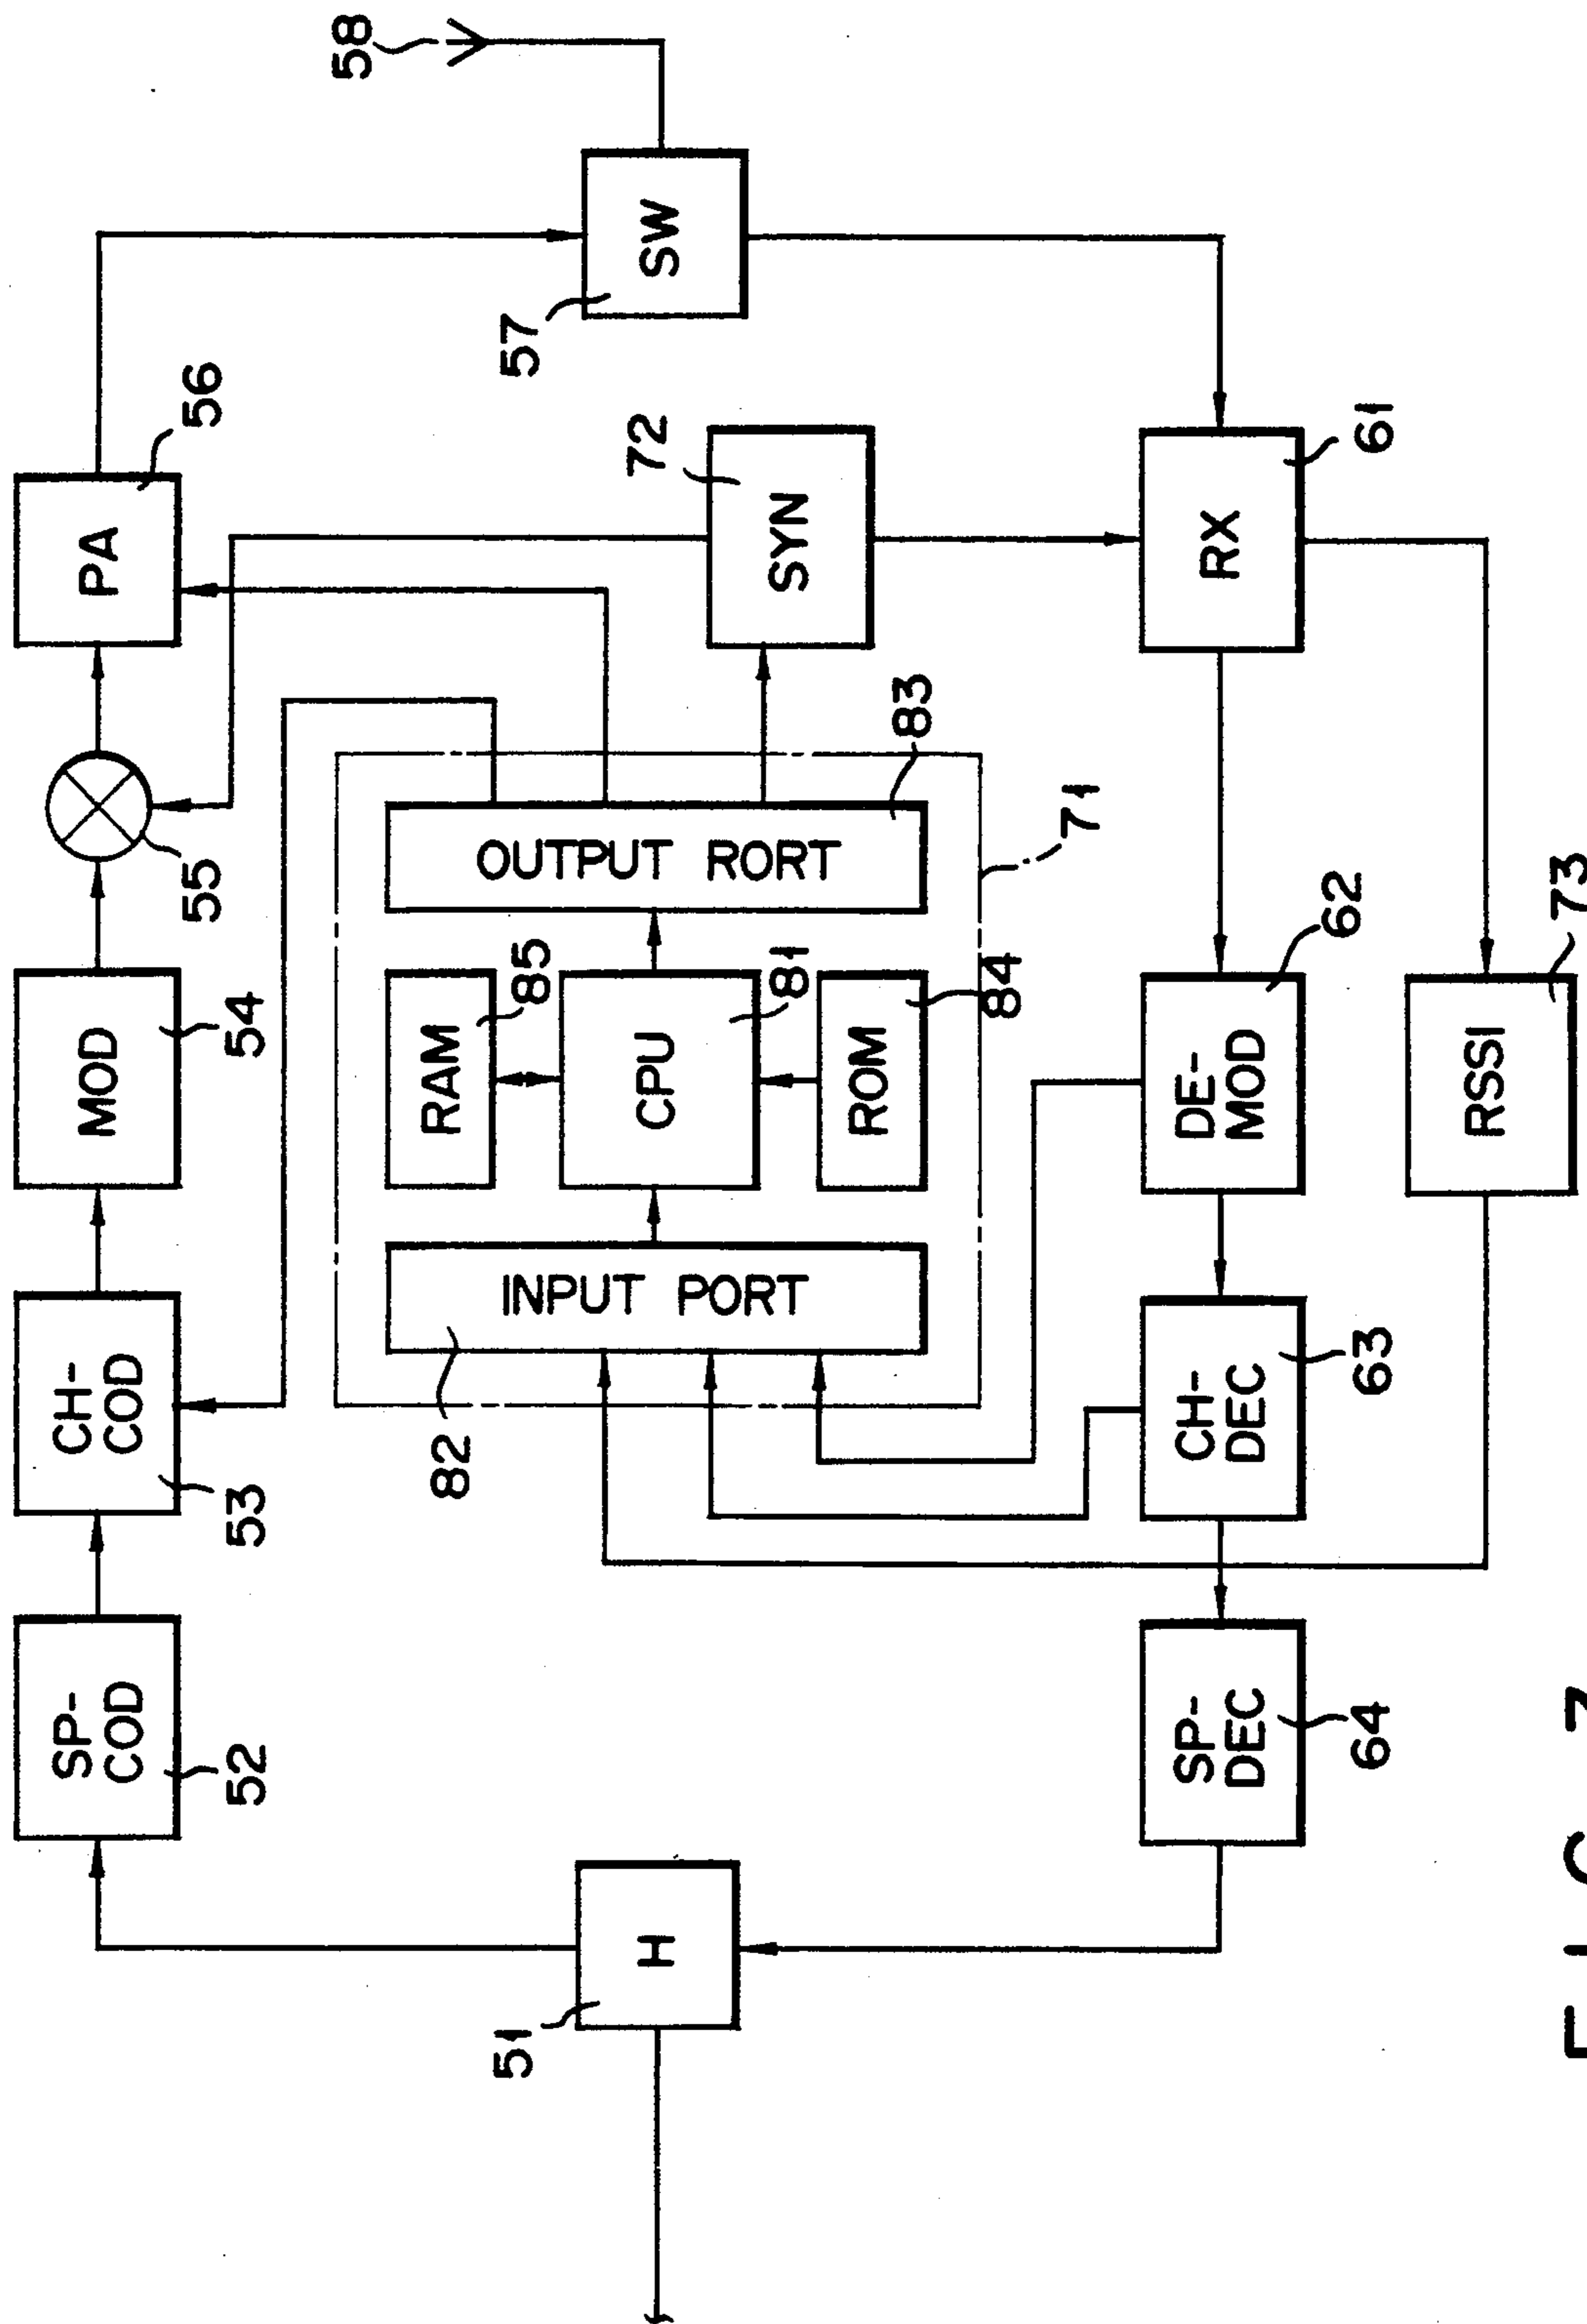 52
SP-
COD
53
CH-
COD
54
MOD
55
56
PA
57
SW
58
51
H
71
82
INPUT PORT
RAM
85
CPU
81
ROM
84
OUTPUT RORT
83
72
SYN
61
RX
62
DE-
MOD
63
CH-
DEC
64
SP-
DEC
73
RSSI